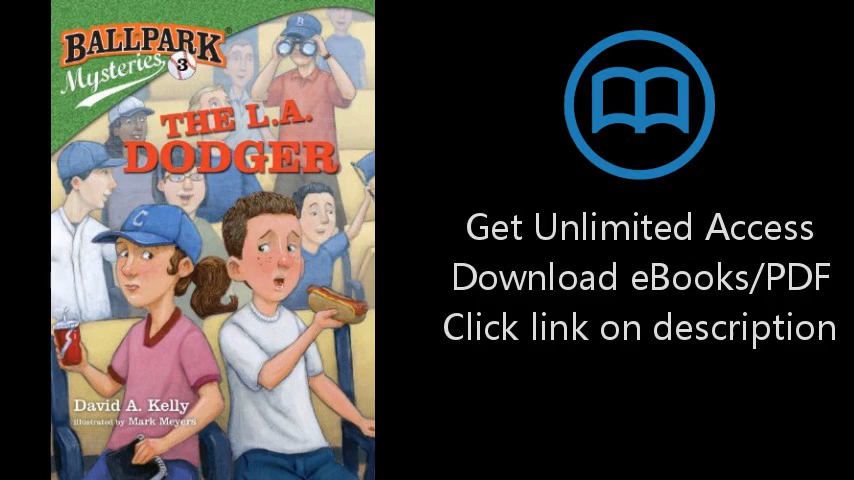 BALLPARK®
Mysteries 3
THE L.A.
DODGER
C
B
David A. Kelly
illustrated by Mark Meyers
Get Unlimited Access
Download eBooks/PDF
Click link on description